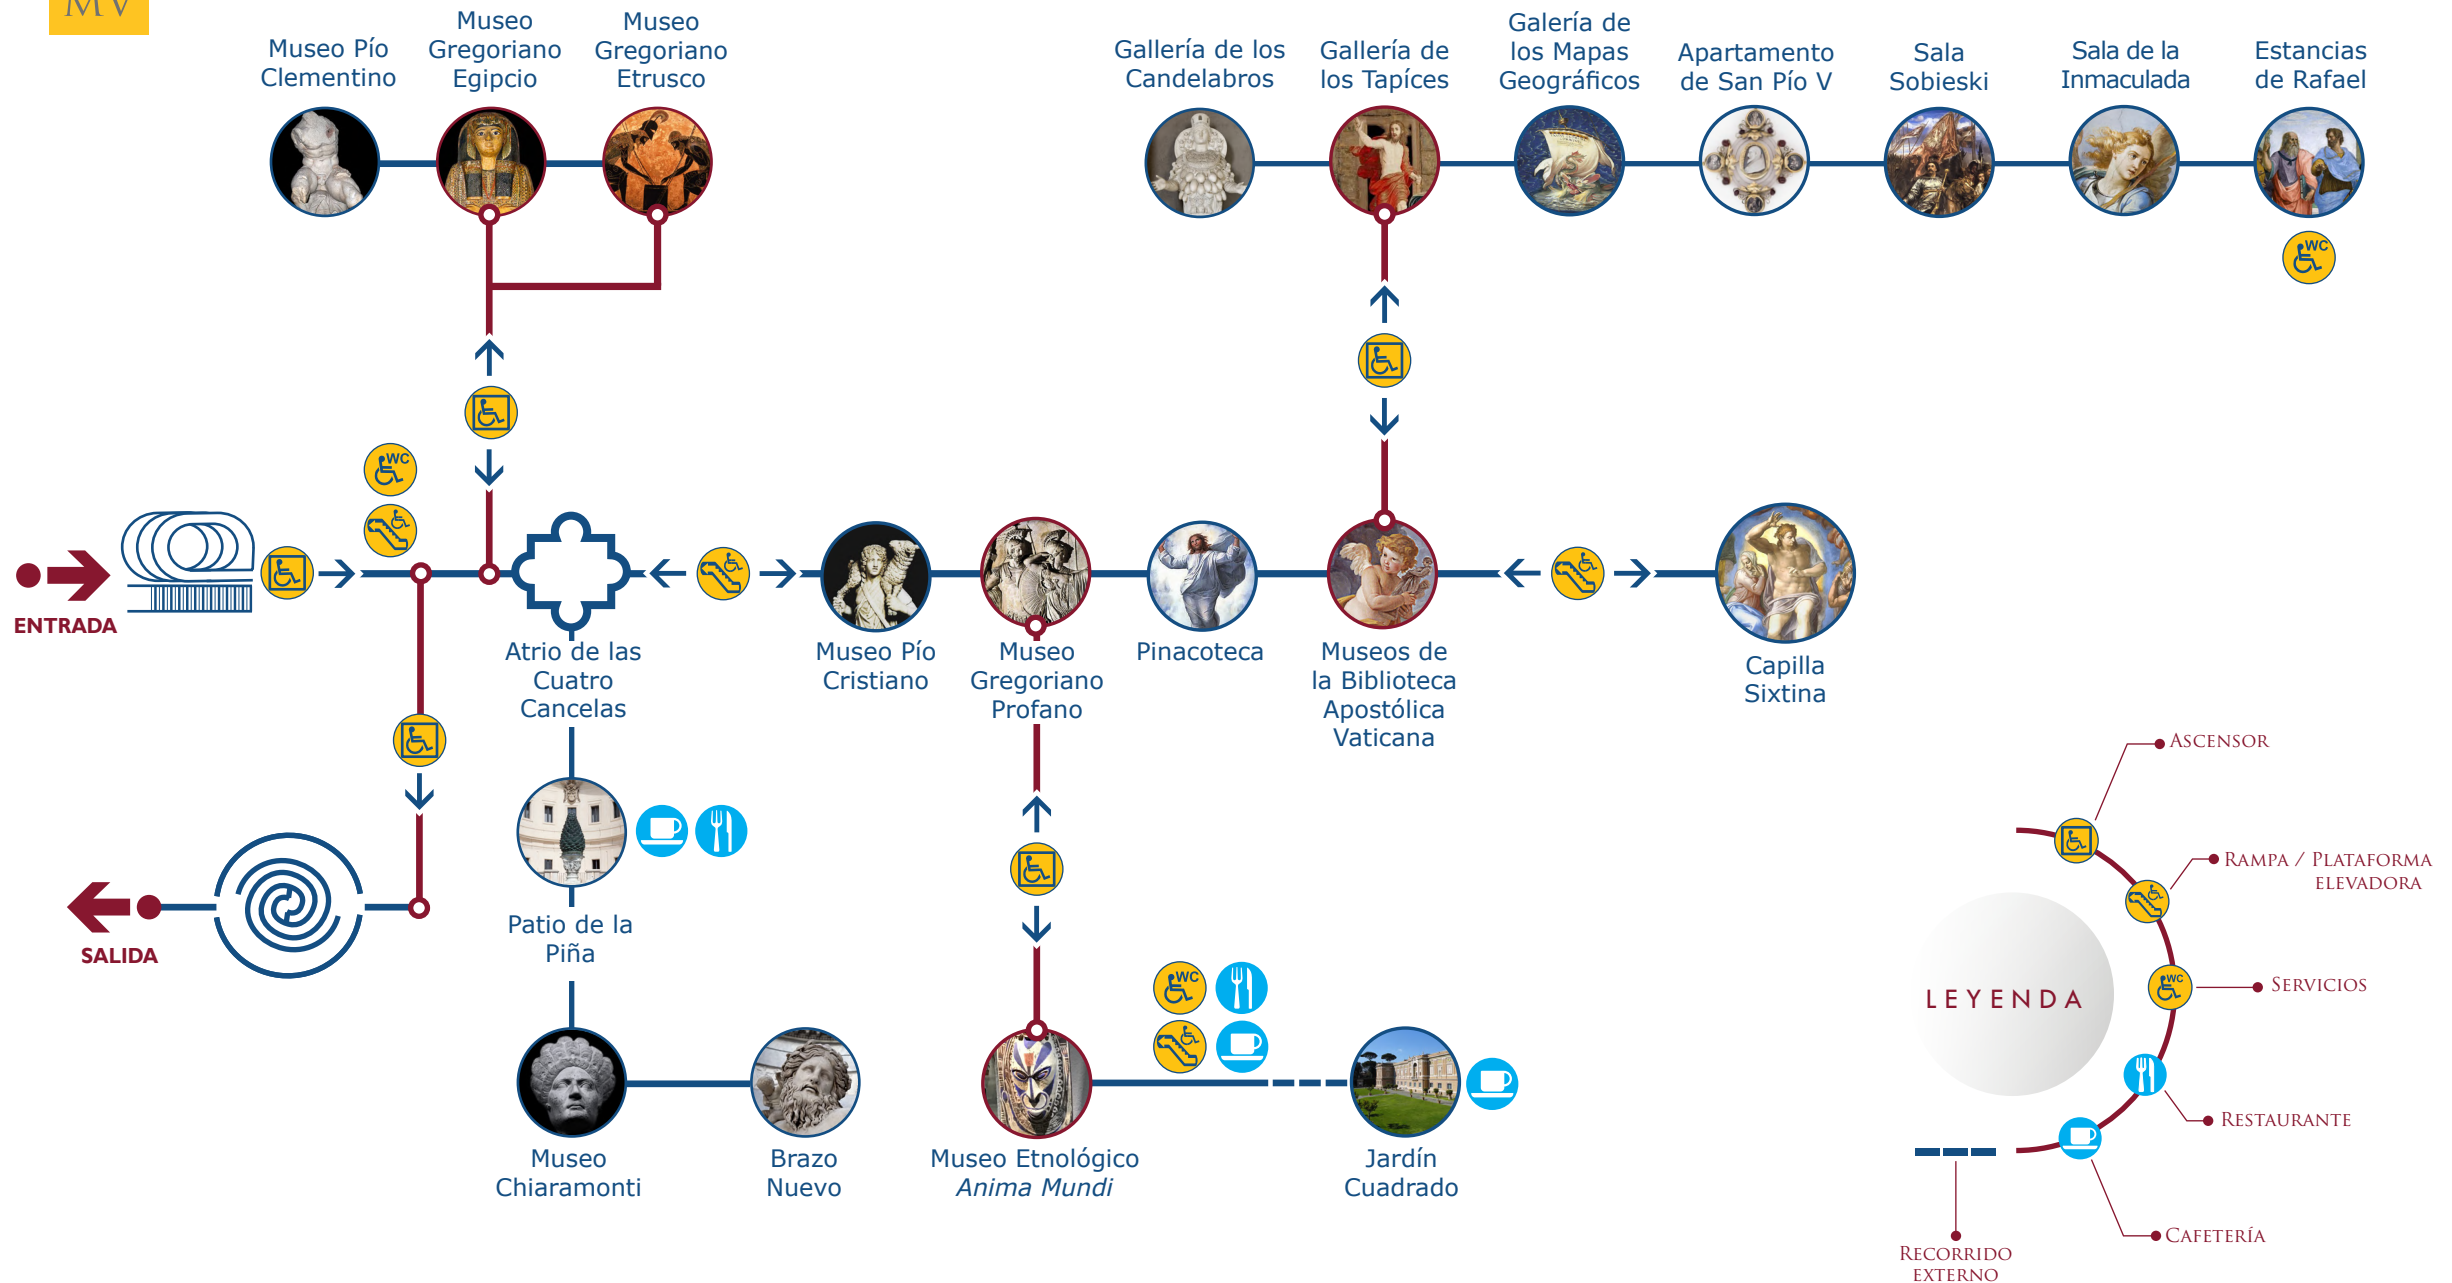 MV
Museo Pío
Clementino
Museo
Gregoriano
Egipcio
Museo
Gregoriano
Etrusco
Gallería de los
Candelabros
Gallería de
los Tapíces
Galería de
los Mapas
Geográficos
Apartamento
de San Pío V
Sala
Sobieski
Sala de la
Inmaculada
Estancias
de Rafael
WC
WC
ENTRADA
Atrio de las
Cuatro
Cancelas
Museo Pío
Cristiano
Museo
Gregoriano
Profano
Pinacoteca
Museos de
la Biblioteca
Apostólica
Vaticana
Capilla
Sixtina
SALIDA
Patio de la
Piña
WC
Museo
Chiaramonti
Brazo
Nuevo
Museo Etnológico
Anima Mundi
Jardín
Cuadrado
LEYENDA
Ascensor
Rampa / Plataforma
elevadora
WC
Servicios
Restaurante
Cafetería
Recorrido
externo